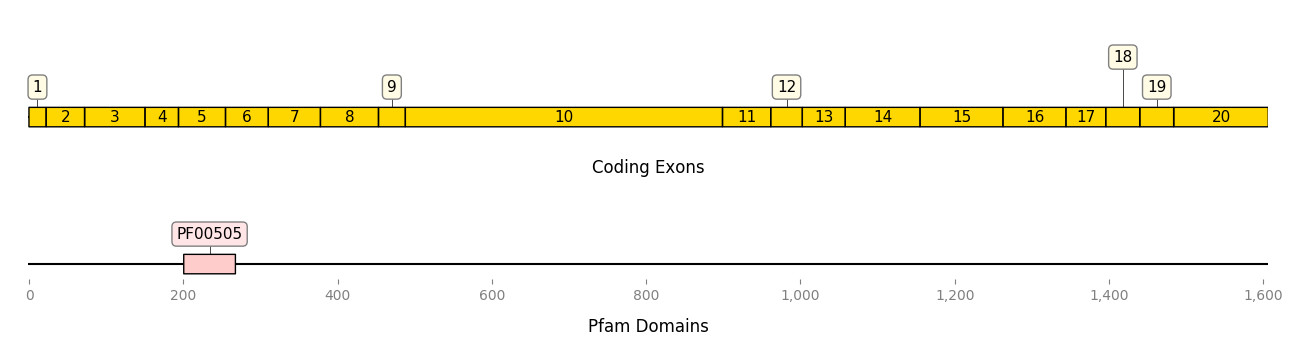 18
1 9 12 19
2 3 4 5 6 7 8 10 11 13 14 15 16 17 20
Coding Exons
PF00505
0 200 400 600 800 1,000 1,200 1,400 1,600
Pfam Domains